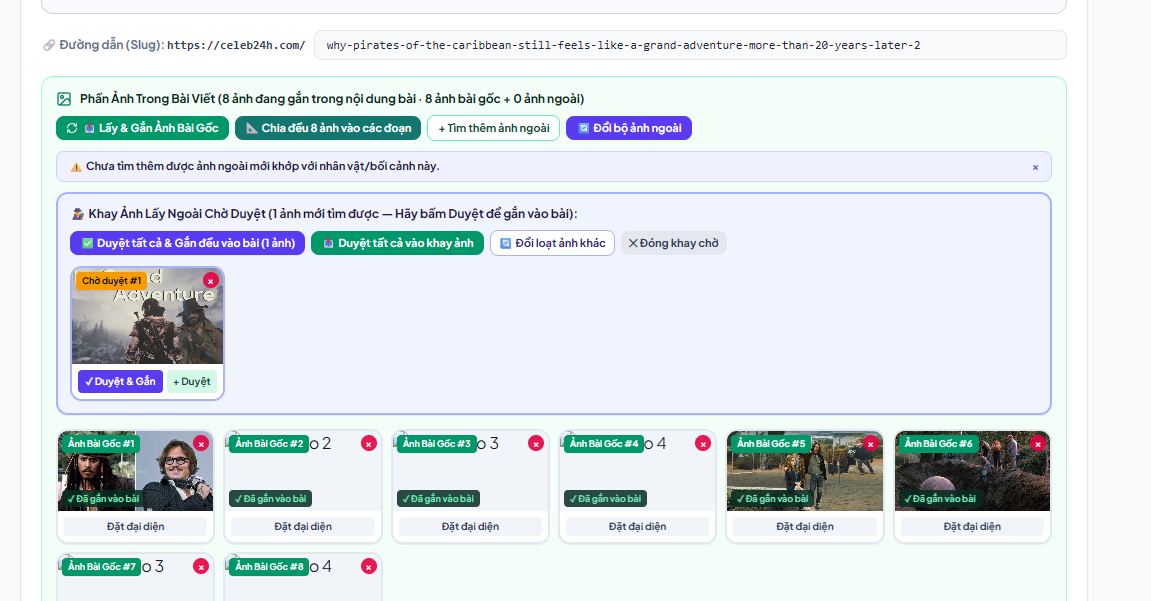 Đường dẫn (Slug): https://celeb24h.com/ why-pirates-of-the-caribbean-still-feels-like-a-grand-adventure-more-than-20-years-later-2
Phần Ảnh Trong Bài Viết (8 ảnh đang gắn trong nội dung bài · 8 ảnh bài gốc + 0 ảnh ngoài)
Lấy & Gắn Ảnh Bài Gốc Chia đều 8 ảnh vào các đoạn + Tìm thêm ảnh ngoài Đổi bộ ảnh ngoài
Chưa tìm thêm được ảnh ngoài mới khớp với nhân vật/bối cảnh này. ×
Khay Ảnh Lấy Ngoài Chờ Duyệt (1 ảnh mới tìm được — Hãy bấm Duyệt để gắn vào bài):
Duyệt tất cả & Gắn đều vào bài (1 ảnh) Duyệt tất cả vào khay ảnh Đổi loạt ảnh khác ✕ Đóng khay chờ
Chờ duyệt #1 ×
Adventure
✓ Duyệt & Gắn + Duyệt
Ảnh Bài Gốc #1 × Ảnh Bài Gốc #2 o 2 × Ảnh Bài Gốc #3 o 3 × Ảnh Bài Gốc #4 o 4 × Ảnh Bài Gốc #5 × Ảnh Bài Gốc #6 ×
✓ Đã gắn vào bài ✓ Đã gắn vào bài ✓ Đã gắn vào bài ✓ Đã gắn vào bài ✓ Đã gắn vào bài ✓ Đã gắn vào bài
Đặt đại diện Đặt đại diện Đặt đại diện Đặt đại diện Đặt đại diện Đặt đại diện
Ảnh Bài Gốc #7 o 3 × Ảnh Bài Gốc #8 o 4 ×